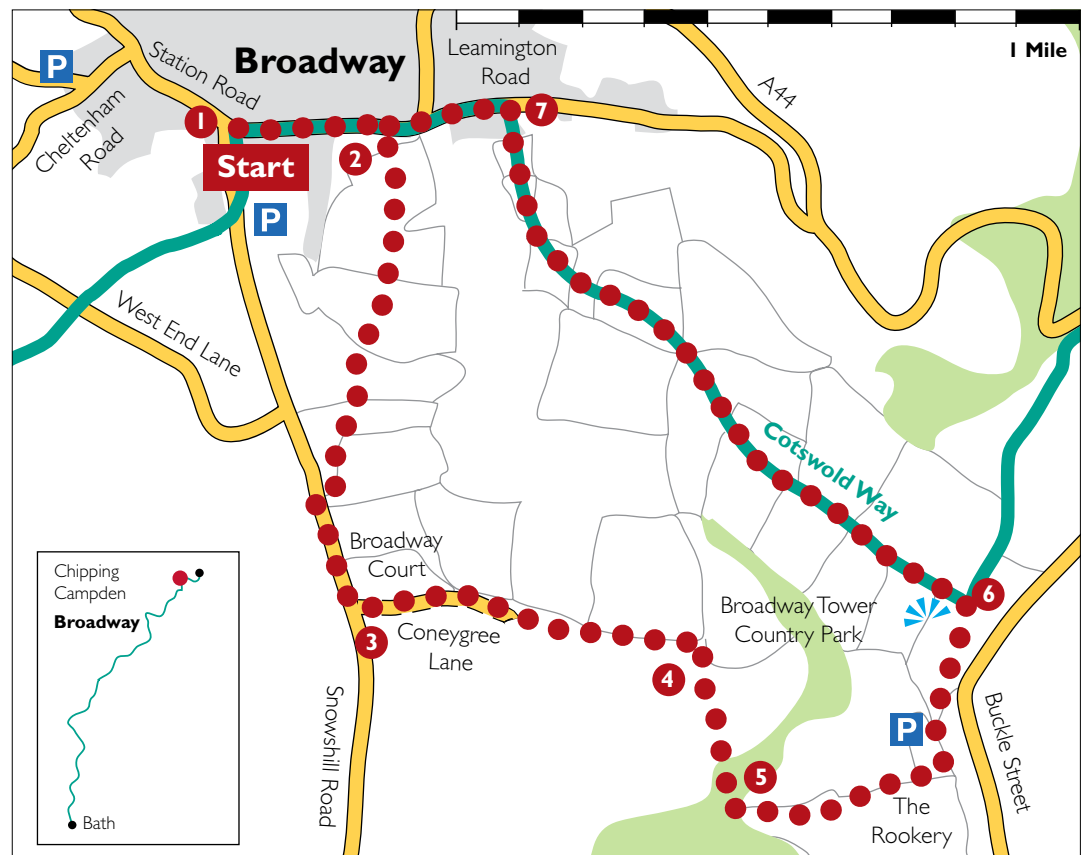 P
Station Road
Broadway
Leamington
Road
1 Mile
A44
Cheltenham
Road
1
Start
2
7
P
West End Lane
Cotswold Way
Broadway
Court
3
Coneygree
Lane
4
Broadway Tower
Country Park
6
Snowshill Road
5
P
Buckle Street
The
Rookery
Chipping
Campden
Broadway
Bath